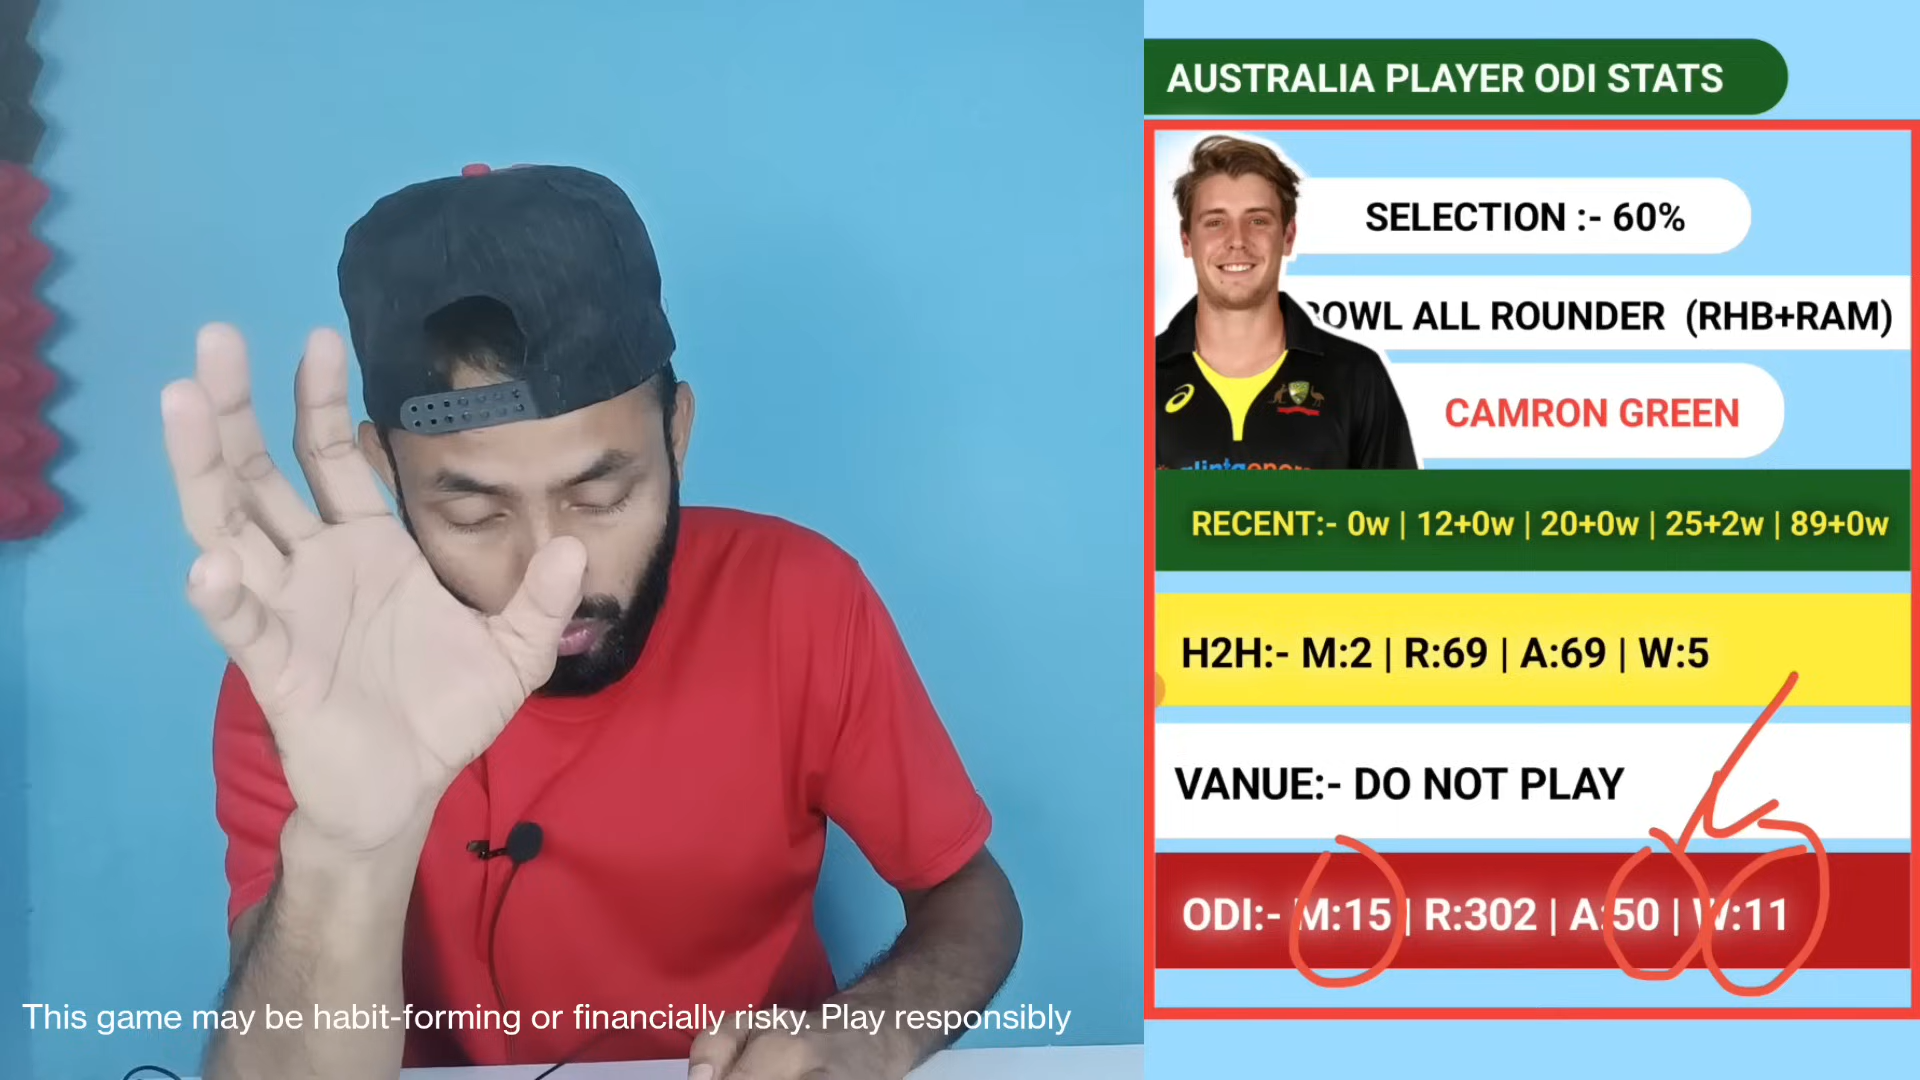 AUSTRALIA PLAYER ODI STATS
SELECTION :- 60%
BOWL ALL ROUNDER (RHB+RAM)
CAMRON GREEN
RECENT:- 0w | 12+0w | 20+0w | 25+2w | 89+0w
H2H:- M:2 | R:69 | A:69 | W:5
VANUE:- DO NOT PLAY
ODI:- M:15 | R:302 | A:50 | W:11
This game may be habit-forming or financially risky. Play responsibly